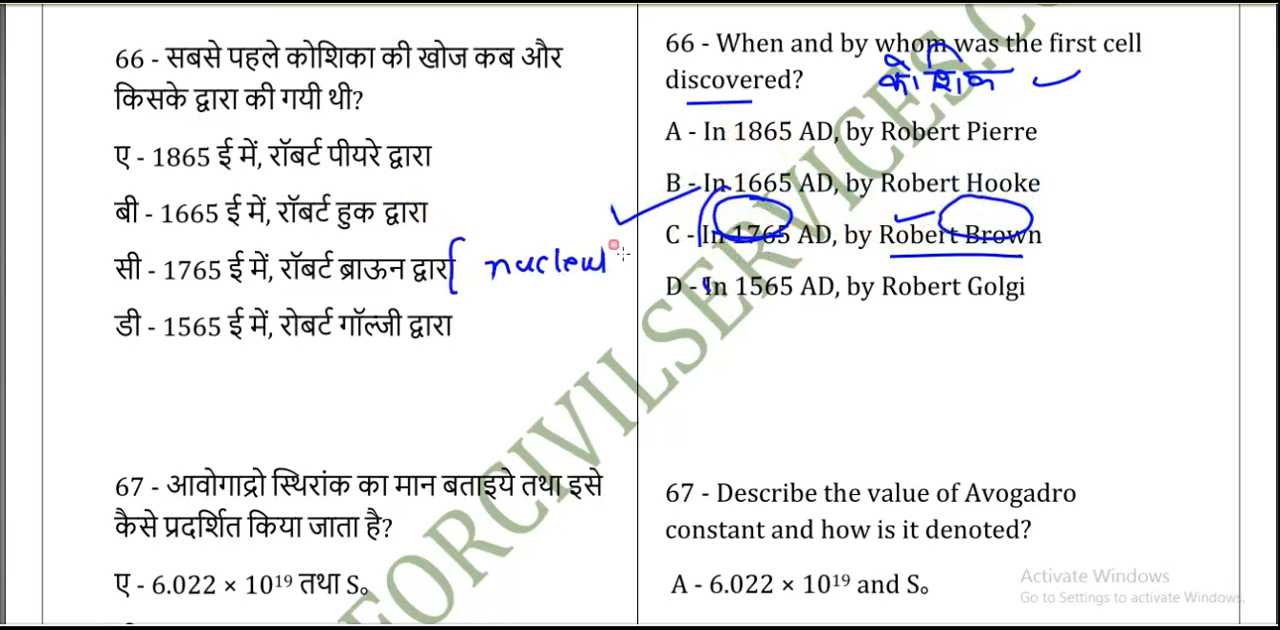 66 - सबसे पहले कोशिका की खोज कब और
किसके द्वारा की गयी थी?
ए - 1865 ई में, रॉबर्ट पीयरे द्वारा
बी - 1665 ई में, रॉबर्ट हुक द्वारा
सी - 1765 ई में, रॉबर्ट ब्राऊन द्वारा
nucleu
डी - 1565 ई में, रोबर्ट गॉल्जी द्वारा
67 - आवोगाद्रो स्थिरांक का मान बताइये तथा इसे
कैसे प्रदर्शित किया जाता है?
ए - 6.022 × 10¹⁹ तथा S₀
66 - When and by whom was the first cell
discovered?
A - In 1865 AD, by Robert Pierre
B - In 1665 AD, by Robert Hooke
C - In 1765 AD, by Robert Brown
D - In 1565 AD, by Robert Golgi
67 - Describe the value of Avogadro
constant and how is it denoted?
A - 6.022 × 10¹⁹ and S₀
FORCIVILSERVICES.CO
Activate Windows
Go to Settings to activate Windows.